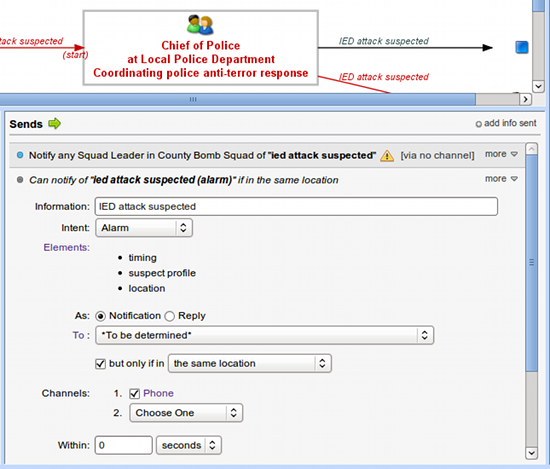 ttack suspected
(start)
Chief of Police
at Local Police Department
Coordinating police anti-terror response
IED attack suspected
IED attack suspected
Sends
add info sent
Notify any Squad Leader in County Bomb Squad of "ied attack suspected" [via no channel] more
Can notify of "ied attack suspected (alarm)" if in the same location more
Information: IED attack suspected
Intent: Alarm
Elements:
• timing
• suspect profile
• location
As: Notification Reply
To : *To be determined*
but only if in the same location
Channels: 1. Phone
2. Choose One
Within: 0 seconds